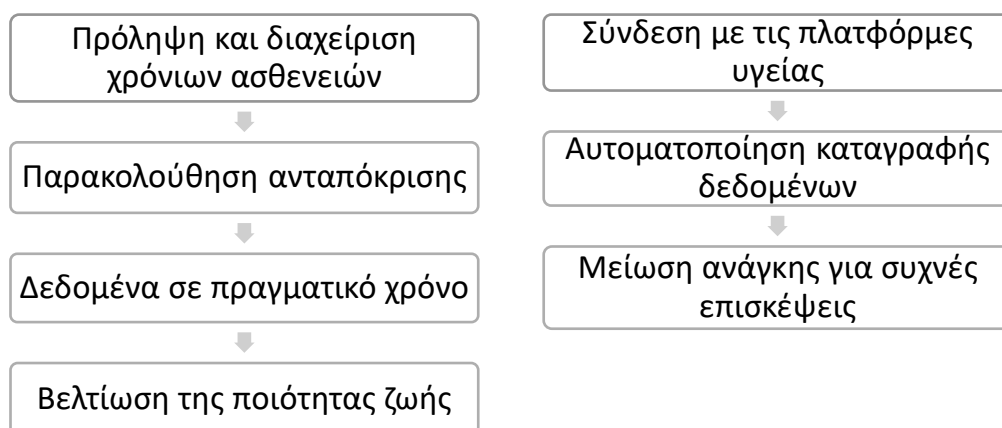 Πρόληψη και διαχείριση
χρόνιων ασθενειών
Παρακολούθηση ανταπόκρισης
Δεδομένα σε πραγματικό χρόνο
Βελτίωση της ποιότητας ζωής
Σύνδεση με τις πλατφόρμες
υγείας
Αυτοματοποίηση καταγραφής
δεδομένων
Μείωση ανάγκης για συχνές
επισκέψεις